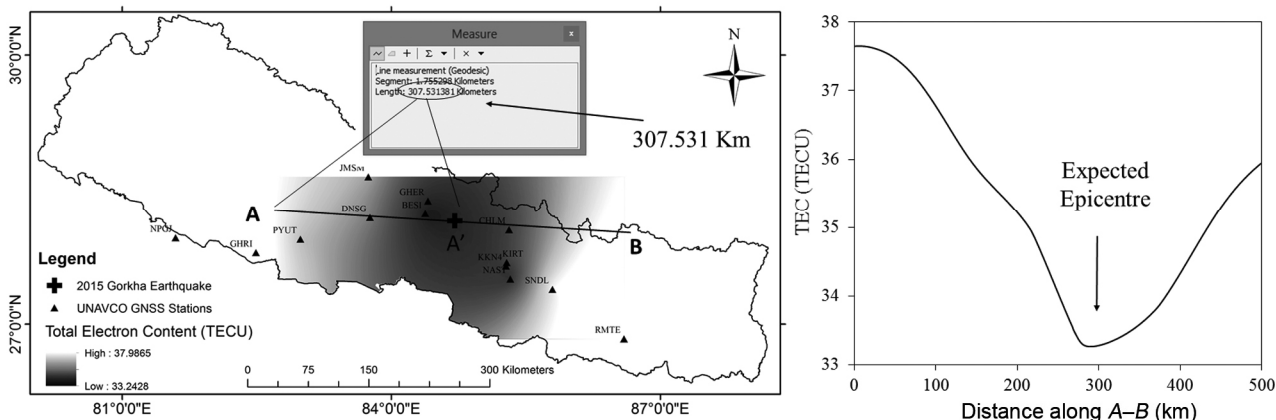 30°0'0"N
27°0'0"N
81°0'0"E
84°0'0"E
87°0'0"E
Measure
x
Σ
×
Line measurement (Geodesic)
Segment: 1.755298 Kilometers
Length: 307.531381 Kilometers
307.531 Km
N
JMSM
GHER
BESI
DNSG
CHLM
A
A'
B
NPGJ
PYUT
GHRI
KKN4
KIRT
NAST
SNDL
RMTE
Legend
2015 Gorkha Earthquake
UNAVCO GNSS Stations
Total Electron Content (TECU)
High : 37.9865
Low : 33.2428
0 75 150 300 Kilometers
TEC (TECU)
38
37
36
35
34
33
Expected
Epicentre
0 100 200 300 400 500
Distance along A–B (km)